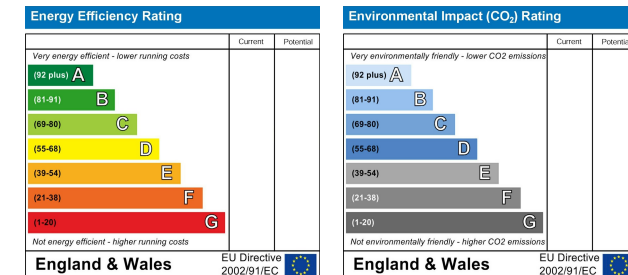 Energy Efficiency Rating
Current Potential
Very energy efficient - lower running costs
(92 plus) A
(81-91) B
(69-80) C
(55-68) D
(39-54) E
(21-38) F
(1-20) G
Not energy efficient - higher running costs
England & Wales
EU Directive
2002/91/EC
Environmental Impact (CO₂) Rating
Current Potential
Very environmentally friendly - lower CO2 emissions
(92 plus) A
(81-91) B
(69-80) C
(55-68) D
(39-54) E
(21-38) F
(1-20) G
Not environmentally friendly - higher CO2 emissions
England & Wales
EU Directive
2002/91/EC